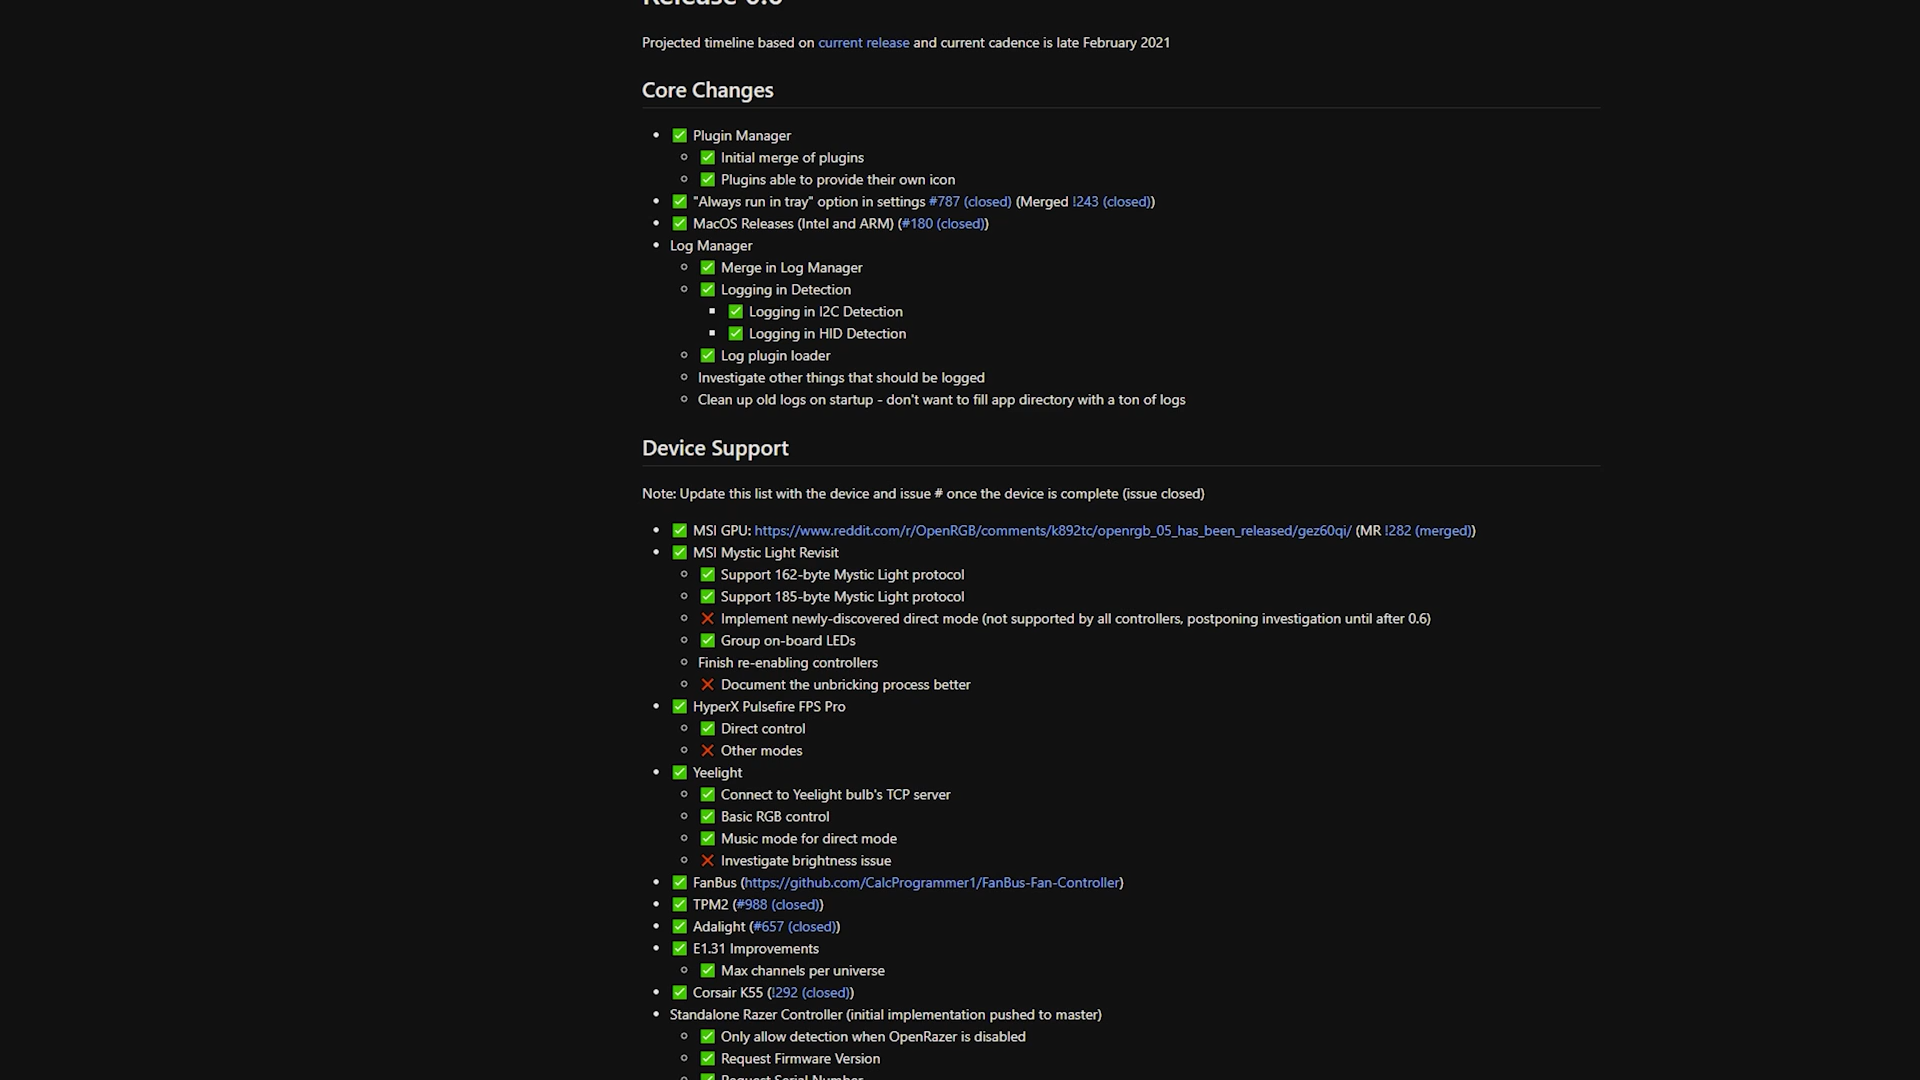 Release 0.6
Projected timeline based on current release and current cadence is late February 2021
Core Changes
Plugin Manager
Initial merge of plugins
Plugins able to provide their own icon
"Always run in tray" option in settings #787 (closed) (Merged !243 (closed))
MacOS Releases (Intel and ARM) (#180 (closed))
Log Manager
Merge in Log Manager
Logging in Detection
Logging in I2C Detection
Logging in HID Detection
Log plugin loader
Investigate other things that should be logged
Clean up old logs on startup - don't want to fill app directory with a ton of logs
Device Support
Note: Update this list with the device and issue # once the device is complete (issue closed)
MSI GPU: https://www.reddit.com/r/OpenRGB/comments/k892tc/openrgb_05_has_been_released/gez60qi/ (MR !282 (merged))
MSI Mystic Light Revisit
Support 162-byte Mystic Light protocol
Support 185-byte Mystic Light protocol
Implement newly-discovered direct mode (not supported by all controllers, postponing investigation until after 0.6)
Group on-board LEDs
Finish re-enabling controllers
Document the unbricking process better
HyperX Pulsefire FPS Pro
Direct control
Other modes
Yeelight
Connect to Yeelight bulb's TCP server
Basic RGB control
Music mode for direct mode
Investigate brightness issue
FanBus (https://github.com/CalcProgrammer1/FanBus-Fan-Controller)
TPM2 (#988 (closed))
Adalight (#657 (closed))
E1.31 Improvements
Max channels per universe
Corsair K55 (!292 (closed))
Standalone Razer Controller (initial implementation pushed to master)
Only allow detection when OpenRazer is disabled
Request Firmware Version
Request Serial Number